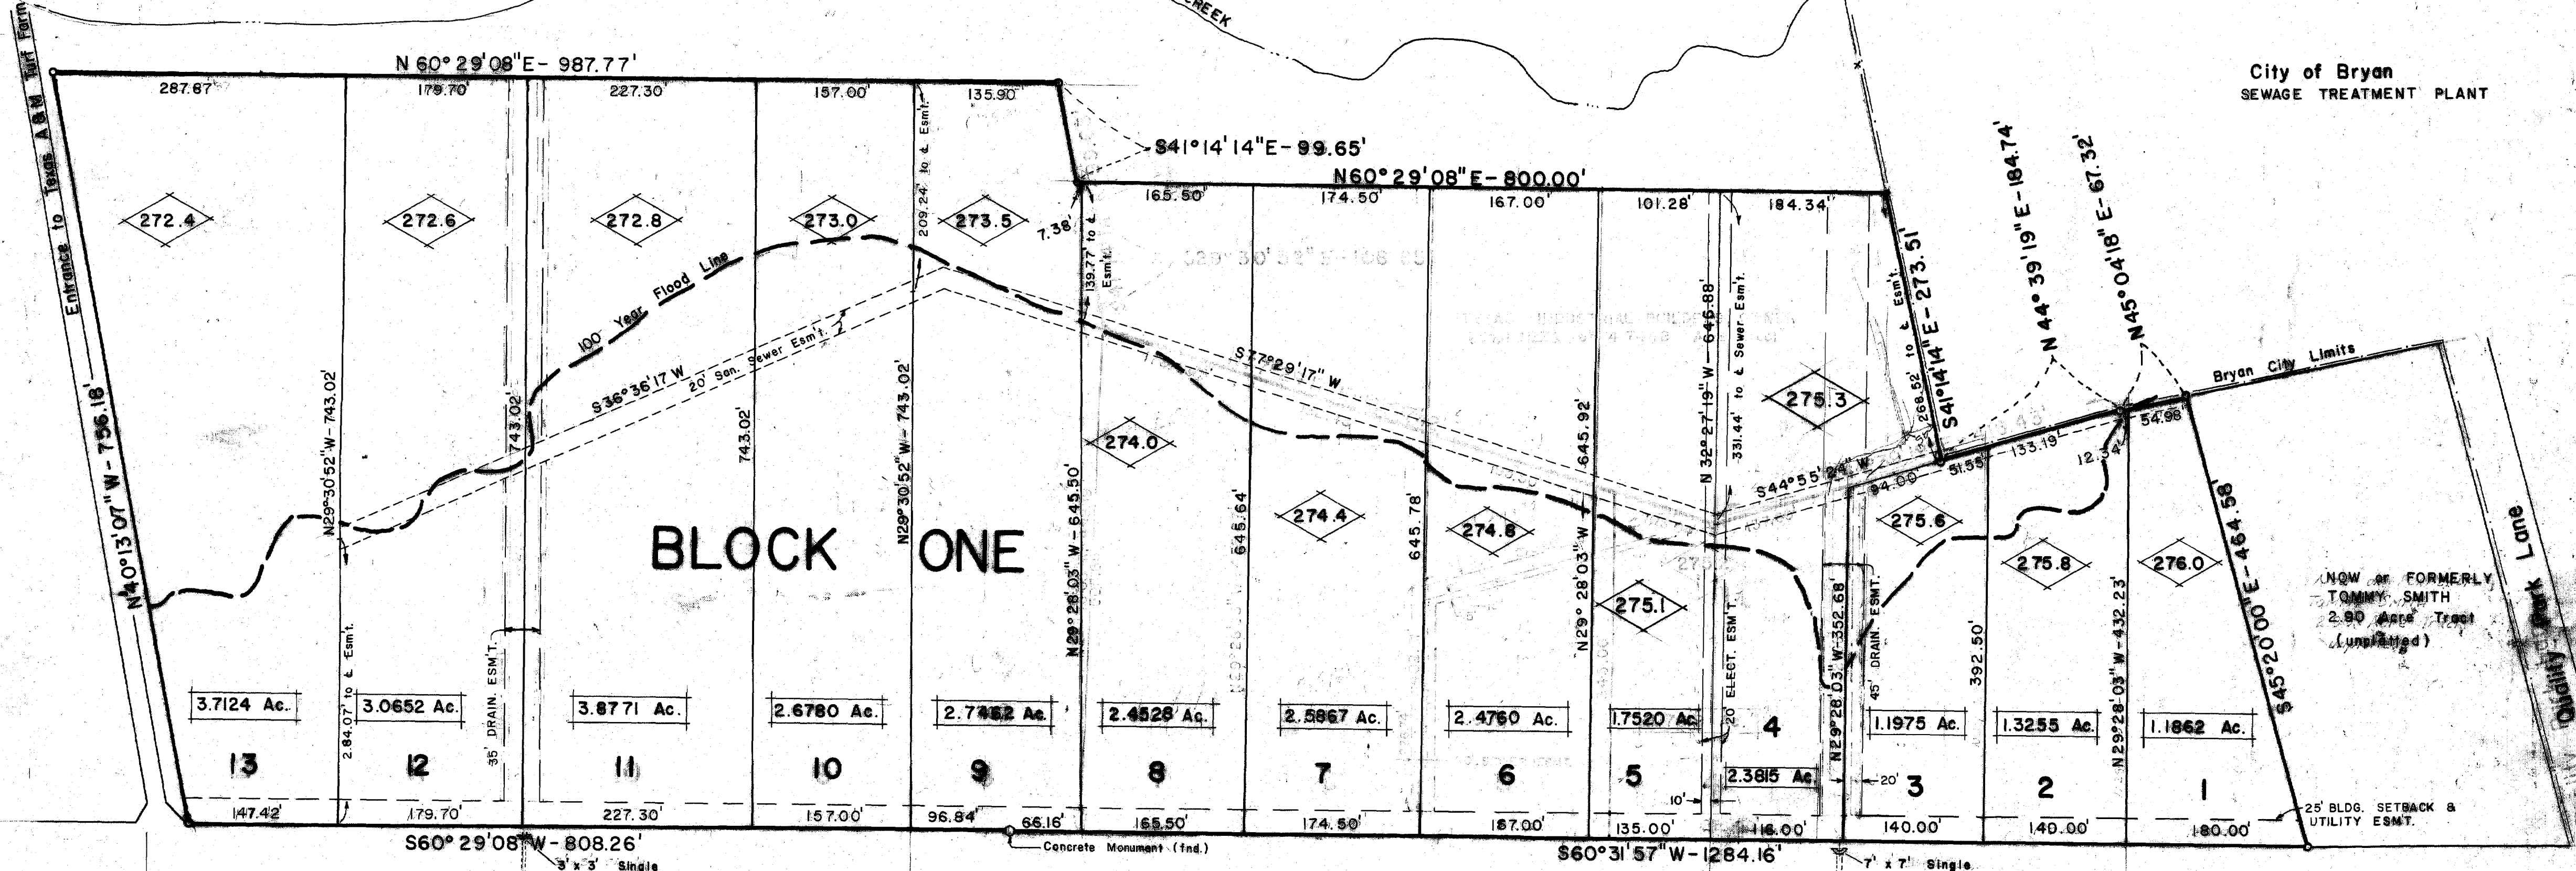 CREEK
City of Bryan
SEWAGE TREATMENT PLANT
N 60° 29'08"E- 987.77'
287.87'
179.70'
227.30'
157.00'
135.90'
Entrance to Texas A&M Turf Farm
S41°14'14"E-99.65'
N60°29'08"E-800.00'
165.50'
174.50'
167.00'
101.28'
184.34'
272.4
272.6
272.8
273.0
273.5
209.24' to ℄ Esm't.
7.38'
139.77' to ℄
Esm't.
N 44°39'19"E-184.74'
N45°04'18"E-67.32'
S41°14'14"E-273.51'
268.52' to ℄ Esm't.
100 Year Flood Line
S 36°36'17 W
20' San. Sewer Esm't.
S77°29'17" W
S44°55'24" W
331.44' to ℄ Sewer Esm't.
N 32°27'19"W-646.88'
Bryan City Limits
N40°13'07"W-756.18'
N29°30'52"W-743.02'
743.02'
743.02'
N29°30'52"W-743.02'
N29°28'03"W-645.50'
645.64'
645.78'
645.92'
N29°28'03"W
274.0
274.4
274.8
275.1
275.3
275.6
275.8
276.0
94.00'
51.55'
133.19'
12.34'
54.98'
BLOCK ONE
N29°28'03"W-352.68'
45' DRAIN. ESMT.
392.50'
N29°28'03"W-432.23'
S45°20'00"E-464.58'
NOW or FORMERLY
TOMMY SMITH
2.90 Acre Tract
(unplatted)
Quality Park Lane
284.07' to ℄ Esm't.
35' DRAIN. ESM'T.
20' ELECT. ESM'T.
3.7124 Ac.
3.0652 Ac.
3.8771 Ac.
2.6780 Ac.
2.7462 Ac.
2.4528 Ac.
2.5867 Ac.
2.4760 Ac.
1.7520 Ac.
2.3815 Ac.
1.1975 Ac.
1.3255 Ac.
1.1862 Ac.
13
12
11
10
9
8
7
6
5
4
3
2
1
10'
20'
25' BLDG. SETBACK &
UTILITY ESMT.
147.42'
179.70'
227.30'
157.00'
96.84'
66.16'
165.50'
174.50'
167.00'
135.00'
116.00'
140.00'
140.00'
180.00'
S60°29'08"W-808.26'
3' x 3' Single
Concrete Monument (fnd.)
S60°31'57"W-1284.16'
7' x 7' Single